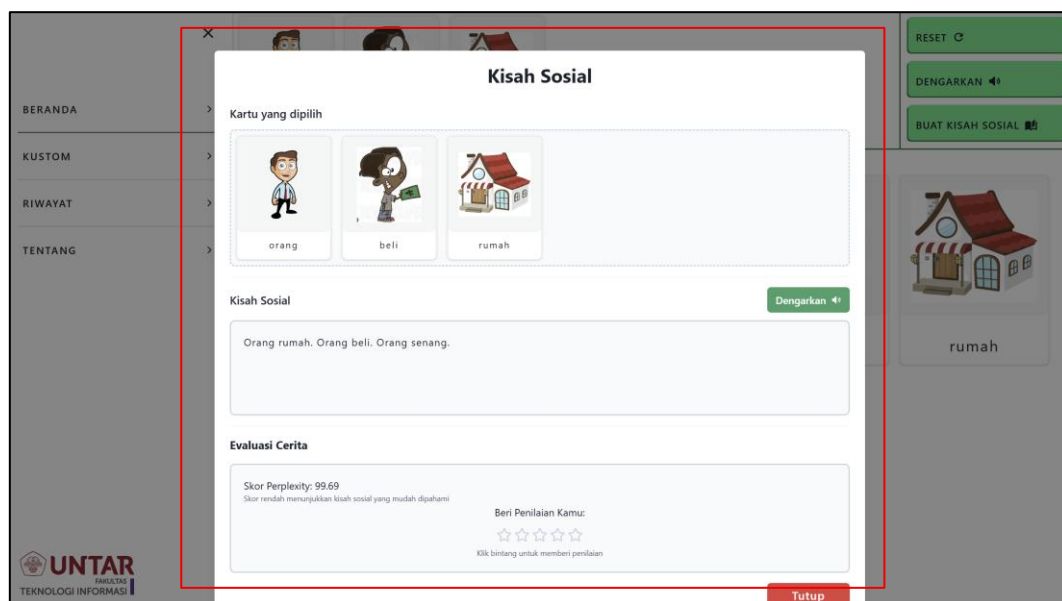 ×
BERANDA
KUSTOM
RIWAYAT
TENTANG
UNTAR
FAKULTAS
TEKNOLOGI INFORMASI
Kisah Sosial
Kartu yang dipilih
orang beli rumah
Kisah Sosial
Dengarkan
Orang rumah. Orang beli. Orang senang.
Evaluasi Cerita
Skor Perplexity: 99.69
Skor rendah menunjukkan kisah sosial yang mudah dipahami
Beri Penilaian Kamu:
Klik bintang untuk memberi penilaian
Tutup
RESET
DENGARKAN
BUAT KISAH SOSIAL
rumah